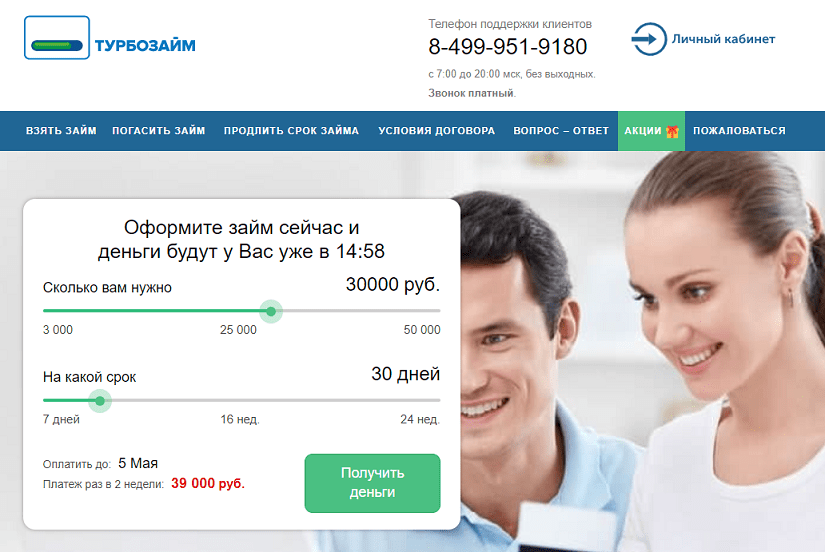 ТУРБОЗАЙМ
Телефон поддержки клиентов
8-499-951-9180
с 7:00 до 20:00 мск, без выходных.
Звонок платный.
Личный кабинет
ВЗЯТЬ ЗАЙМ ПОГАСИТЬ ЗАЙМ ПРОДЛИТЬ СРОК ЗАЙМА УСЛОВИЯ ДОГОВОРА ВОПРОС – ОТВЕТ АКЦИИ ПОЖАЛОВАТЬСЯ
Оформите займ сейчас и
деньги будут у Вас уже в 14:58
Сколько вам нужно 30000 руб.
3 000 25 000 50 000
На какой срок 30 дней
7 дней 16 нед. 24 нед.
Оплатить до: 5 Мая
Платеж раз в 2 недели: 39 000 руб.
Получить
деньги